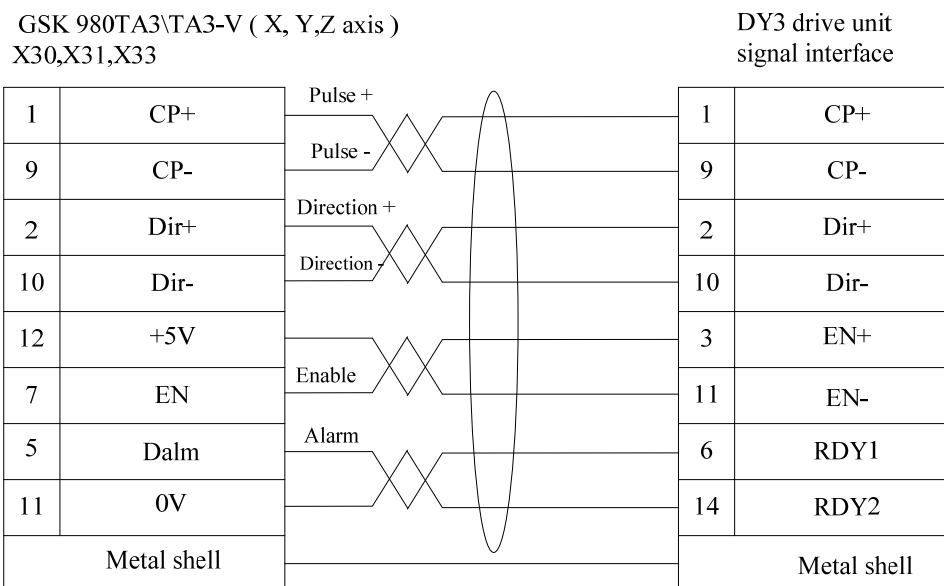 GSK 980TA3\TA3-V ( X, Y,Z axis )
X30,X31,X33
DY3 drive unit
signal interface
1 CP+ Pulse + 1 CP+
9 CP- Pulse - 9 CP-
2 Dir+ Direction + 2 Dir+
10 Dir- Direction - 10 Dir-
12 +5V 3 EN+
7 EN Enable 11 EN-
5 Dalm Alarm 6 RDY1
11 0V 14 RDY2
Metal shell Metal shell